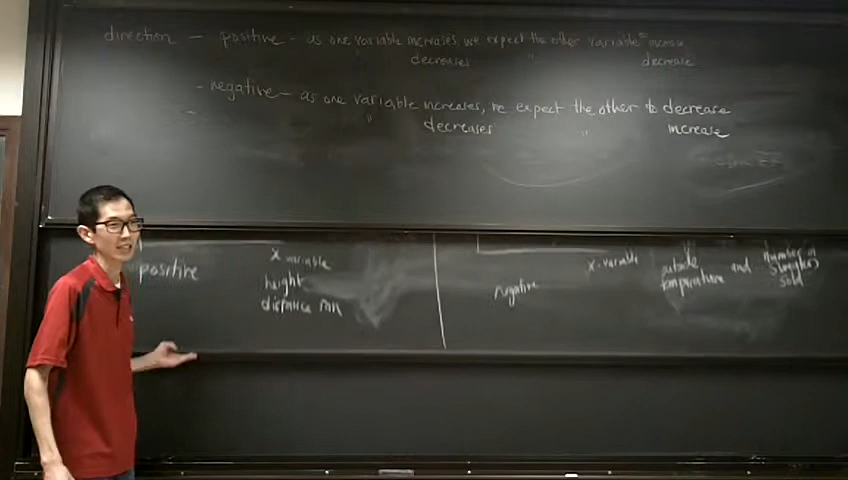 direction - positive - as one variable increases, we expect the other variable to increase
decreases " decrease
- negative - as one variable increases, we expect the other to decrease
" decreases " increase
positive
x variable
height
distance ran
negative
x-variable
outside temperature and number of
sold